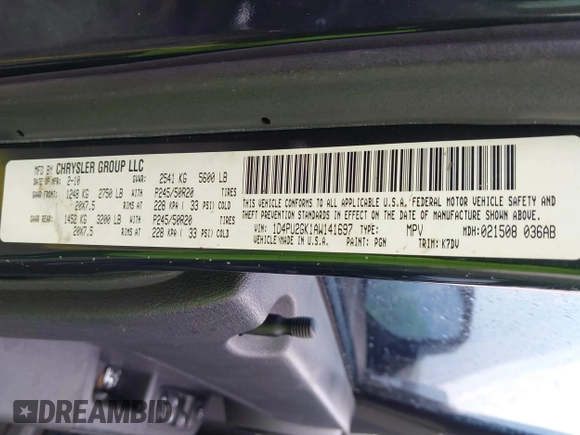 MFD BY CHRYSLER GROUP LLC
DATE OF MFR: 2-10 GVWR: 2541 KG 5600 LB
GAWR FRONT: 1248 KG 2750 LB WITH P245/50R20 TIRES
20X7.5 RIMS AT 228 KPA ( 33 PSI) COLD
GAWR REAR: 1452 KG 3200 LB WITH P245/50R20 TIRES
20X7.5 RIMS AT 228 KPA ( 33 PSI) COLD
THIS VEHICLE CONFORMS TO ALL APPLICABLE U.S.A. FEDERAL MOTOR VEHICLE SAFETY AND
THEFT PREVENTION STANDARDS IN EFFECT ON THE DATE OF MANUFACTURE SHOWN ABOVE.
VIN: 1D4PU2GK1AW141697 TYPE: MPV MDH: 021508 036AB
MADE IN U.S.A. PAINT: PGN TRIM: K7DV
DREAMBID